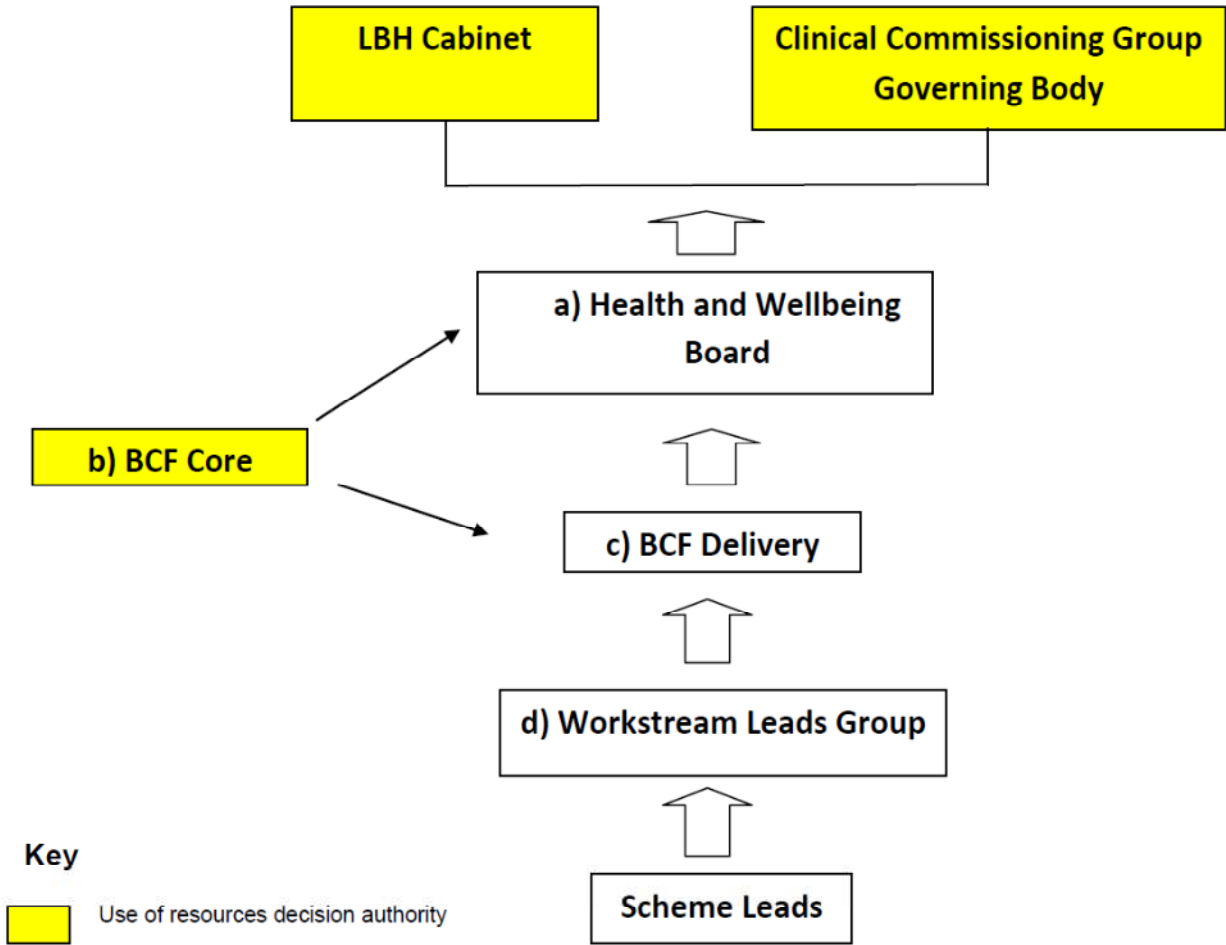 LBH Cabinet
Clinical Commissioning Group
Governing Body
a) Health and Wellbeing
Board
b) BCF Core
c) BCF Delivery
d) Workstream Leads Group
Scheme Leads
Key
Use of resources decision authority